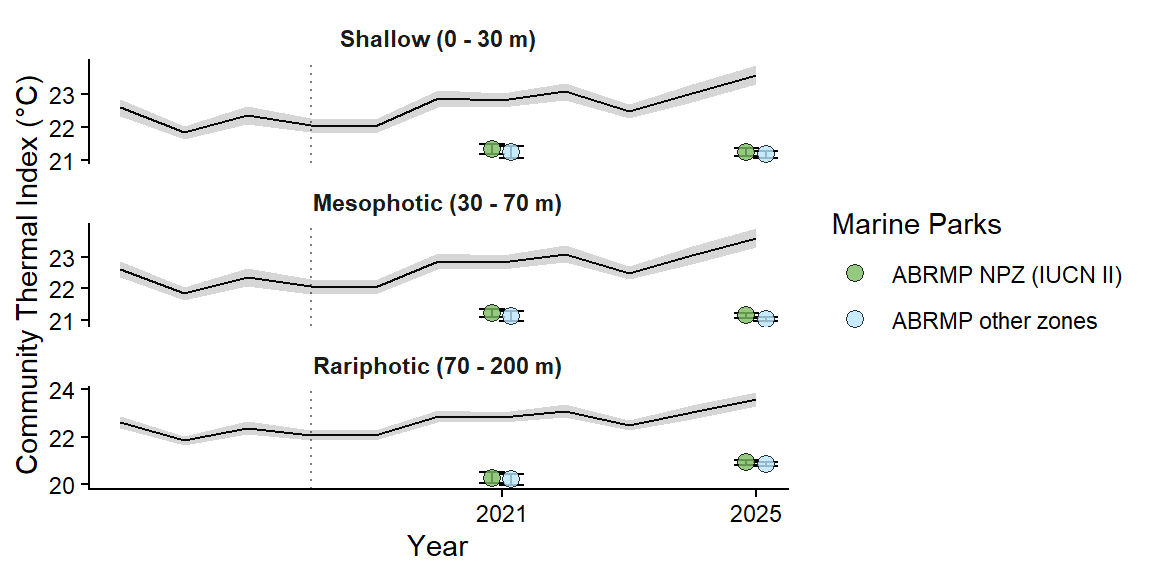 Shallow (0 - 30 m)
23
22
21
Mesophotic (30 - 70 m)
23
22
21
Rariphotic (70 - 200 m)
24
22
20
2021
2025
Year
Community Thermal Index (°C)
Marine Parks
ABRMP NPZ (IUCN II)
ABRMP other zones